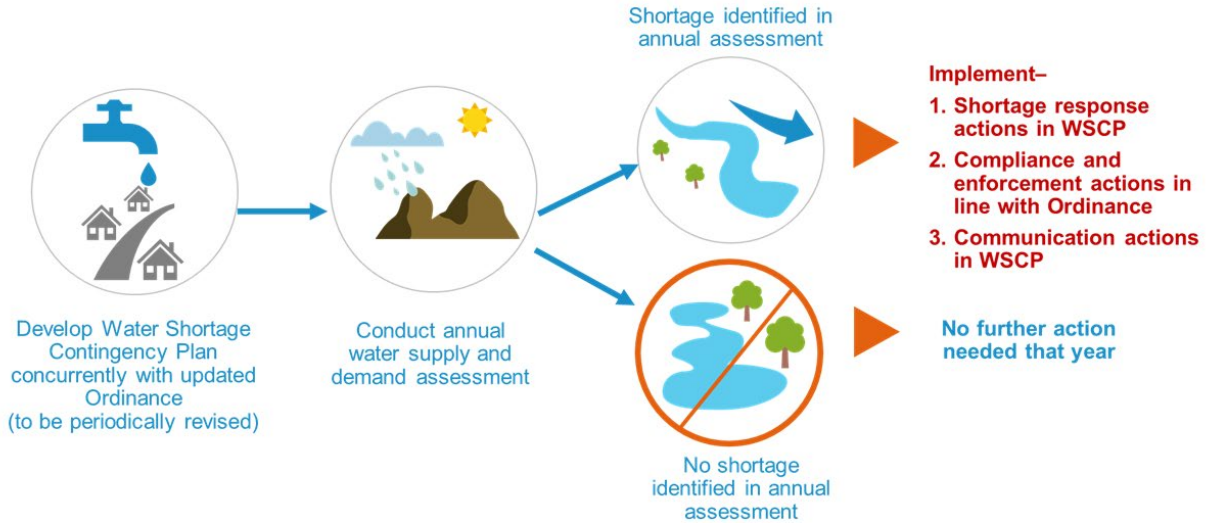 Develop Water Shortage
Contingency Plan
concurrently with updated
Ordinance
(to be periodically revised)
Conduct annual
water supply and
demand assessment
Shortage identified in
annual assessment
No shortage
identified in annual
assessment
Implement–
1. Shortage response
actions in WSCP
2. Compliance and
enforcement actions in
line with Ordinance
3. Communication actions
in WSCP
No further action
needed that year